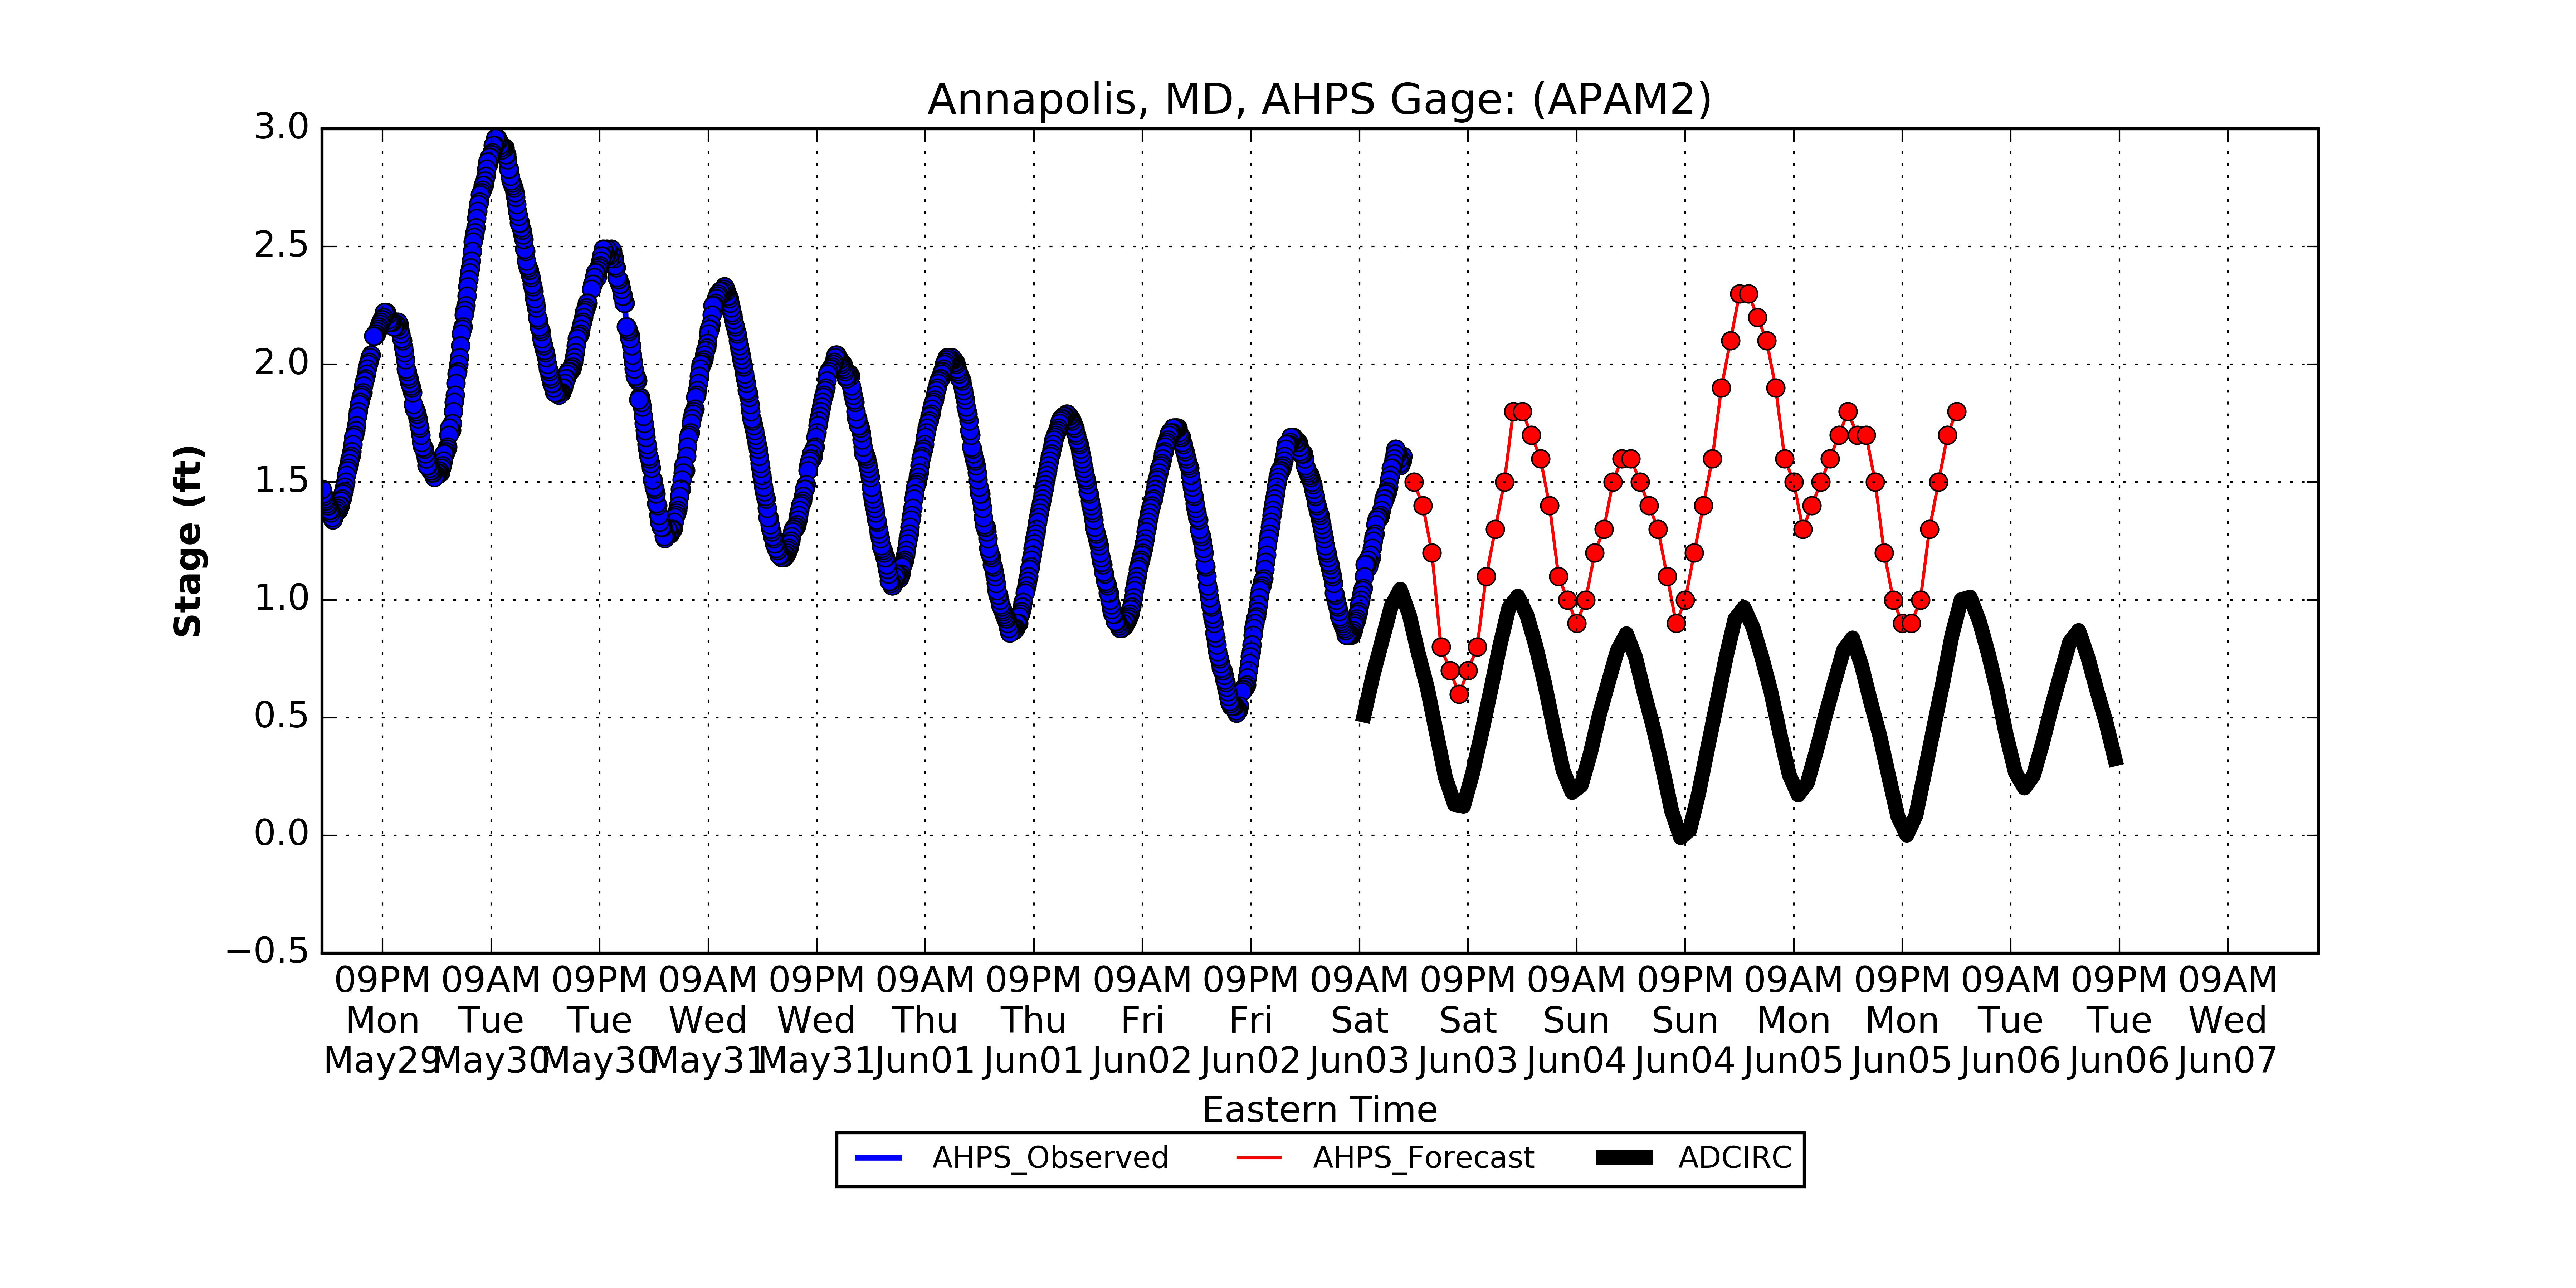 Annapolis, MD, AHPS Gage: (APAM2)
3.0
2.5
2.0
1.5
1.0
0.5
0.0
−0.5
Stage (ft)
09PM 09AM 09PM 09AM 09PM 09AM 09PM 09AM 09PM 09AM 09PM 09AM 09PM 09AM 09PM 09AM 09PM 09AM
Mon Tue Tue Wed Wed Thu Thu Fri Fri Sat Sat Sun Sun Mon Mon Tue Tue Wed
May29 May30 May30 May31 May31 Jun01 Jun01 Jun02 Jun02 Jun03 Jun03 Jun04 Jun04 Jun05 Jun05 Jun06 Jun06 Jun07
Eastern Time
AHPS_Observed AHPS_Forecast ADCIRC